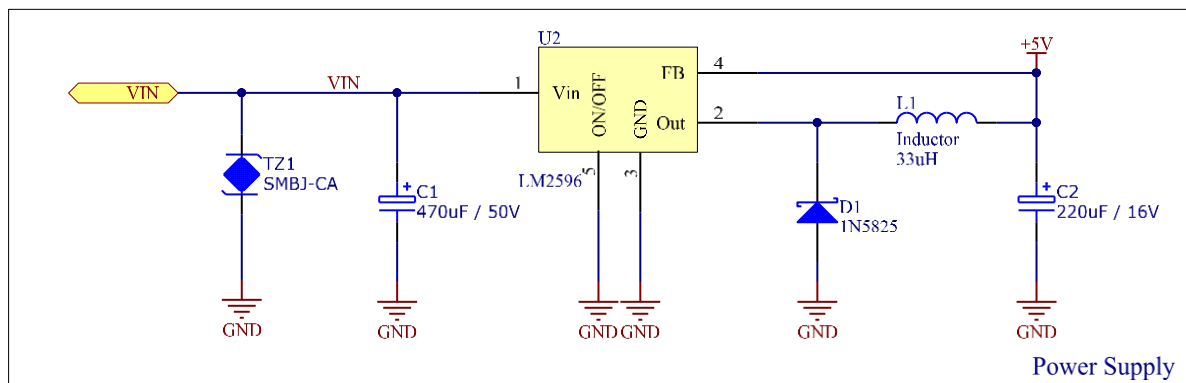 U2
+5V
VIN
VIN
1
Vin
ON/OFF
GND
FB
4
Out
2
L1
Inductor
33uH
LM2596
5
3
TZ1
SMBJ-CA
+
C1
470uF / 50V
D1
1N5825
+
C2
220uF / 16V
GND
GND
GND
GND
GND
GND
Power Supply